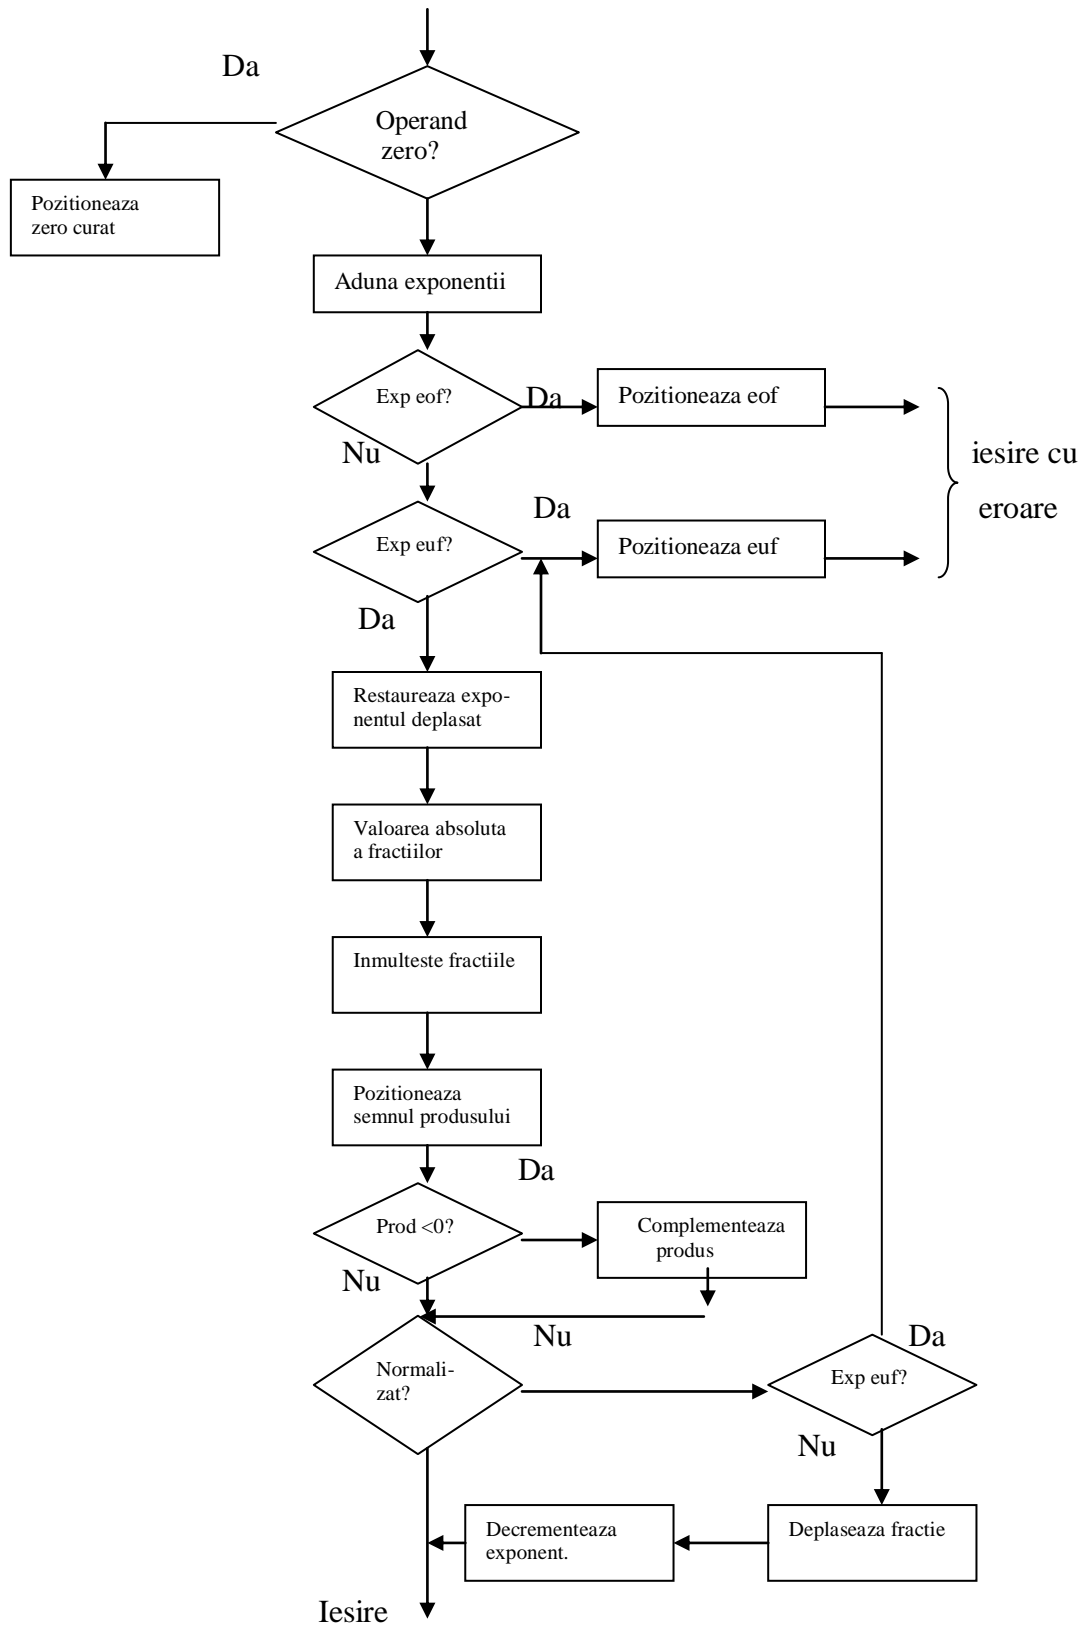 Da
Operand
zero?
Pozitioneaza
zero curat
Aduna exponentii
Exp eof?
Da
Pozitioneaza eof
Nu
iesire cu
eroare
Da
Exp euf?
Pozitioneaza euf
Da
Restaureaza expo-
nentul deplasat
Valoarea absoluta
a fractiilor
Inmulteste fractiile
Pozitioneaza
semnul produsului
Da
Prod <0?
Complementeaza
produs
Nu
Nu
Da
Normali-
zat?
Exp euf?
Nu
Decrementeaza
exponent.
Deplaseaza fractie
Iesire